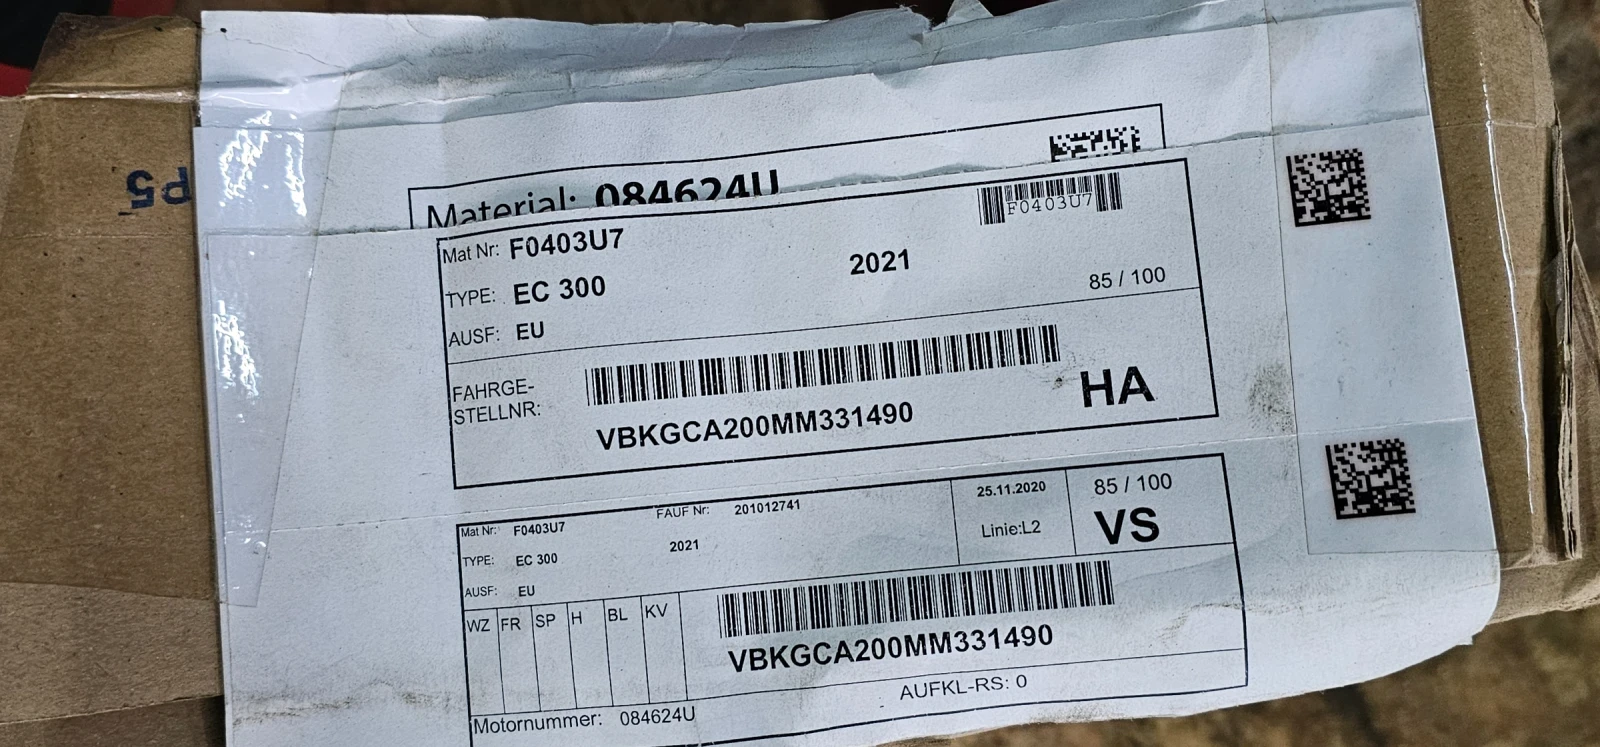 P5
Material: 084624U
F0403U7
Mat Nr: F0403U7
2021
TYPE: EC 300
85 / 100
AUSF: EU
FAHRGE-
STELLNR:
VBKGCA200MM331490
HA
Mat Nr: F0403U7
FAUF Nr: 201012741
25.11.2020
85 / 100
TYPE: EC 300
2021
Linie:L2
VS
AUSF: EU
WZ FR SP H BL KV
VBKGCA200MM331490
AUFKL-RS: 0
Motornummer: 084624U